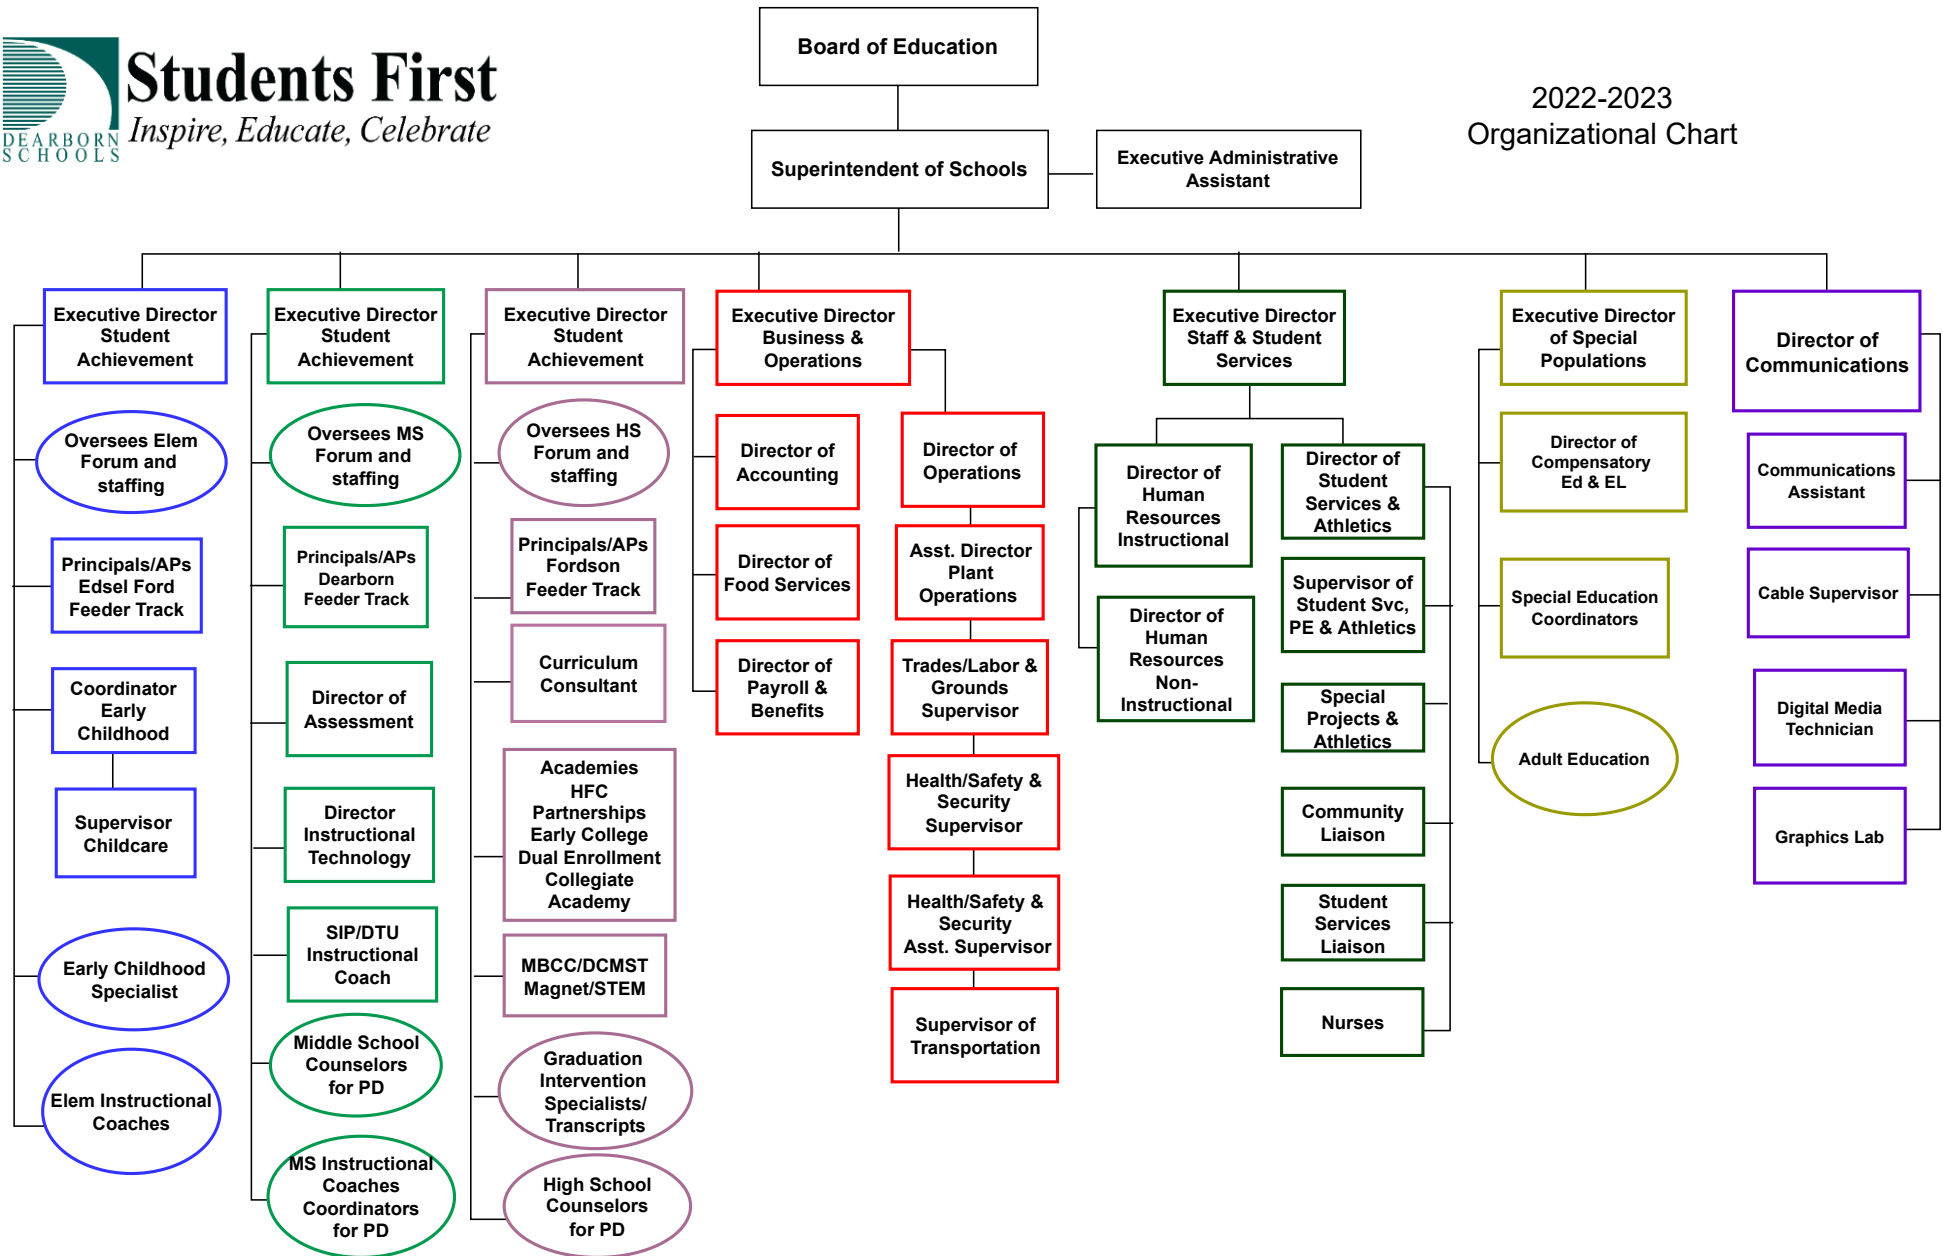 Board of Education
Students First
Inspire, Educate, Celebrate
DEARBORN
SCHOOLS
2022-2023
Organizational Chart
Superintendent of Schools
Executive Administrative
Assistant
Executive Director
Student
Achievement
Oversees Elem
Forum and
staffing
Principals/APs
Edsel Ford
Feeder Track
Coordinator
Early
Childhood
Supervisor
Childcare
Early Childhood
Specialist
Elem Instructional
Coaches
Executive Director
Student
Achievement
Oversees MS
Forum and
staffing
Principals/APs
Dearborn
Feeder Track
Director of
Assessment
Director
Instructional
Technology
SIP/DTU
Instructional
Coach
Middle School
Counselors
for PD
MS Instructional
Coaches
Coordinators
for PD
Executive Director
Student
Achievement
Oversees HS
Forum and
staffing
Principals/APs
Fordson
Feeder Track
Curriculum
Consultant
Academies
HFC
Partnerships
Early College
Dual Enrollment
Collegiate
Academy
MBCC/DCMST
Magnet/STEM
Graduation
Intervention
Specialists/
Transcripts
High School
Counselors
for PD
Executive Director
Business &
Operations
Director of
Accounting
Director of
Food Services
Director of
Payroll &
Benefits
Director of
Operations
Asst. Director
Plant
Operations
Trades/Labor &
Grounds
Supervisor
Health/Safety &
Security
Supervisor
Health/Safety &
Security
Asst. Supervisor
Supervisor of
Transportation
Executive Director
Staff & Student
Services
Director of
Human
Resources
Instructional
Director of
Human
Resources
Non-
Instructional
Director of
Student
Services &
Athletics
Supervisor of
Student Svc,
PE & Athletics
Special
Projects &
Athletics
Community
Liaison
Student
Services
Liaison
Nurses
Executive Director
of Special
Populations
Director of
Compensatory
Ed & EL
Special Education
Coordinators
Adult Education
Director of
Communications
Communications
Assistant
Cable Supervisor
Digital Media
Technician
Graphics Lab